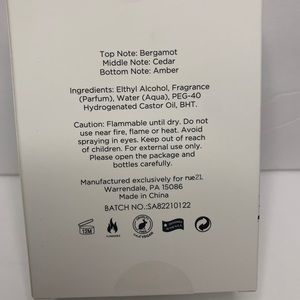 Top Note: Bergamot
Middle Note: Cedar
Bottom Note: Amber
Ingredients: Elthyl Alcohol, Fragrance
(Parfum), Water (Aqua), PEG-40
Hydrogenated Castor Oil, BHT.
Caution: Flammable until dry. Do not
use near fire, flame or heat. Avoid
spraying in eyes. Keep out of reach
of children. For external use only.
Please open the package and
bottles carefully.
Manufactured exclusively for rue21.
Warrendale, PA 15086
Made in China
BATCH NO.:SA82210122